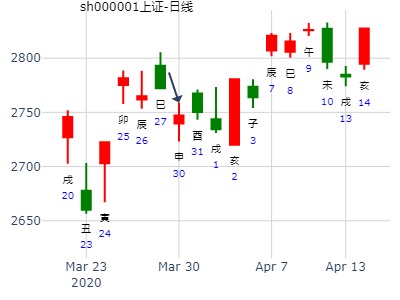 sh000001上证-日线
2800
2750
2700
2650
戌
20
丑
23
寅
24
卯
25
辰
26
巳
27
申
30
酉
31
戌
1
亥
2
子
3
辰
7
巳
8
午
9
未
10
戌
13
亥
14
Mar 23
2020
Mar 30
Apr 7
Apr 13